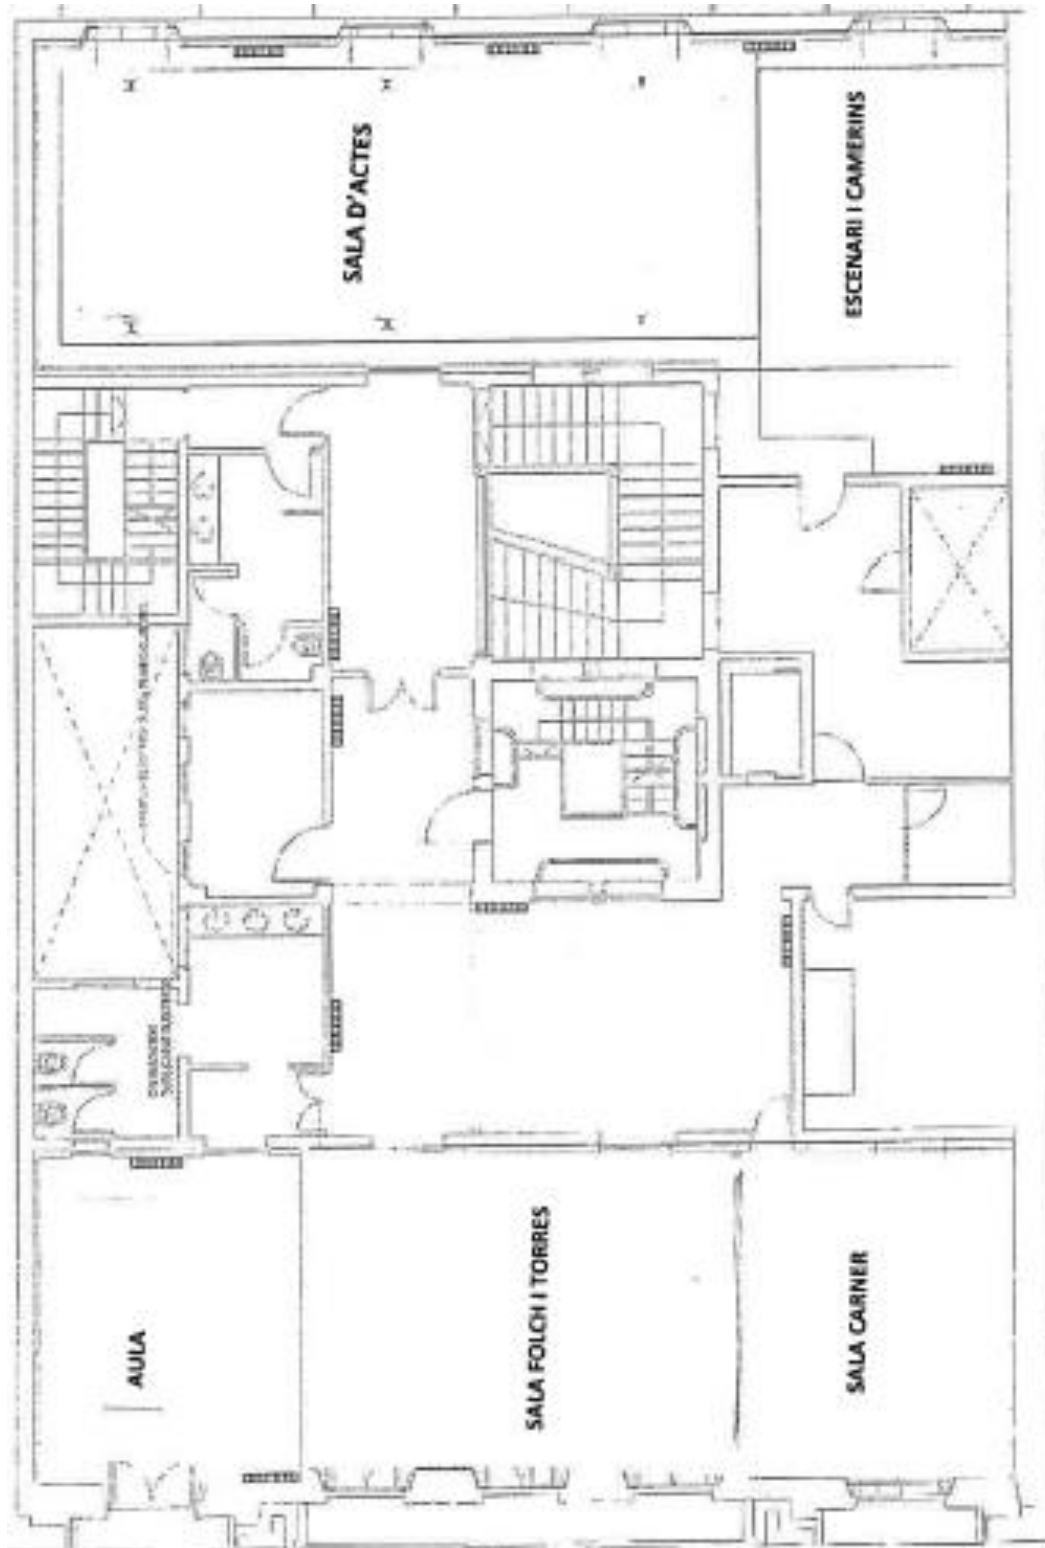 SALA D'ACTES
ESCENARI I CAMERINS
AULA
SALA FOLCH I TORRES
SALA CARNER